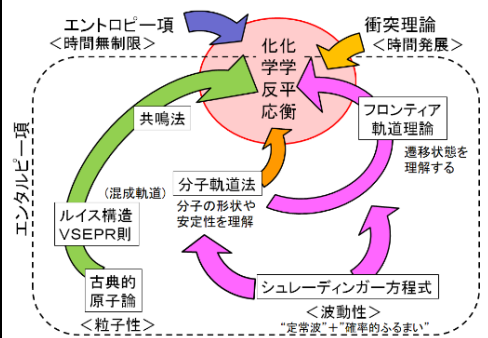 エントロピー項
＜時間無制限＞
衝突理論
＜時間発展＞
化学反応
化学平衡
エンタルピー項
共鳴法
フロンティア
軌道理論
遷移状態を
理解する
（混成軌道）
分子軌道法
分子の形状や
安定性を理解
ルイス構造
VSEPR則
古典的
原子論
＜粒子性＞
シュレーディンガー方程式
＜波動性＞
"定常波"＋"確率的ふるまい"